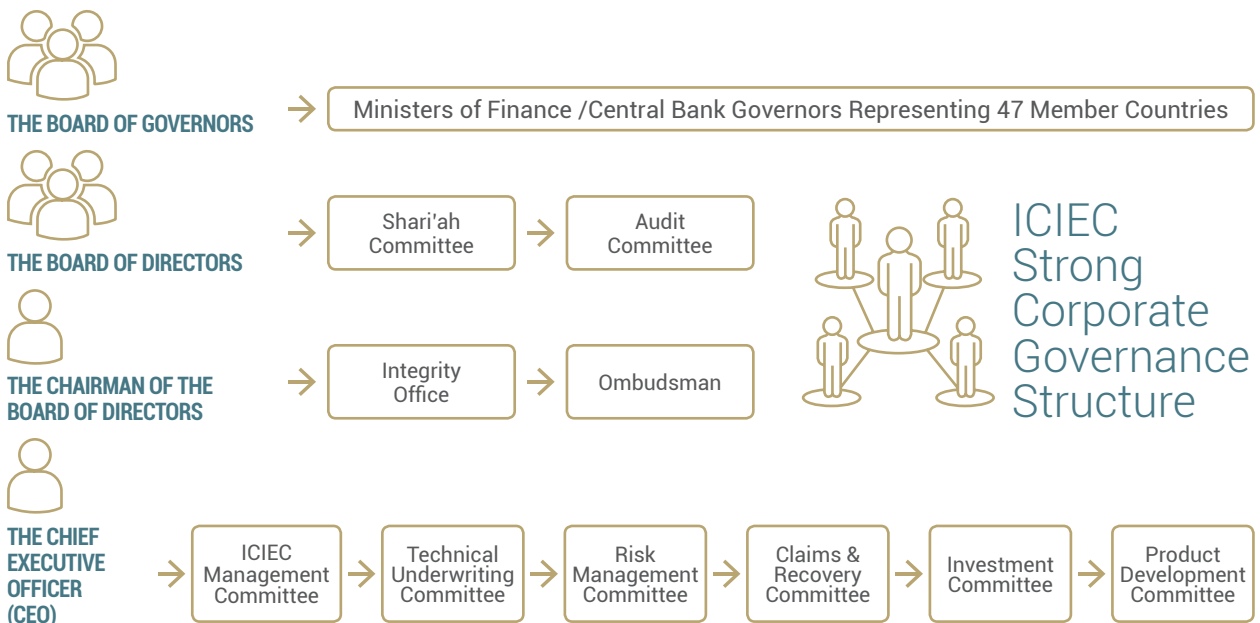 THE BOARD OF GOVERNORS
Ministers of Finance /Central Bank Governors Representing 47 Member Countries
THE BOARD OF DIRECTORS
Shari'ah
Committee
Audit
Committee
ICIEC
Strong
Corporate
Governance
Structure
THE CHAIRMAN OF THE
BOARD OF DIRECTORS
Integrity
Office
Ombudsman
THE CHIEF
EXECUTIVE
OFFICER
(CEO)
ICIEC
Management
Committee
Technical
Underwriting
Committee
Risk
Management
Committee
Claims &
Recovery
Committee
Investment
Committee
Product
Development
Committee